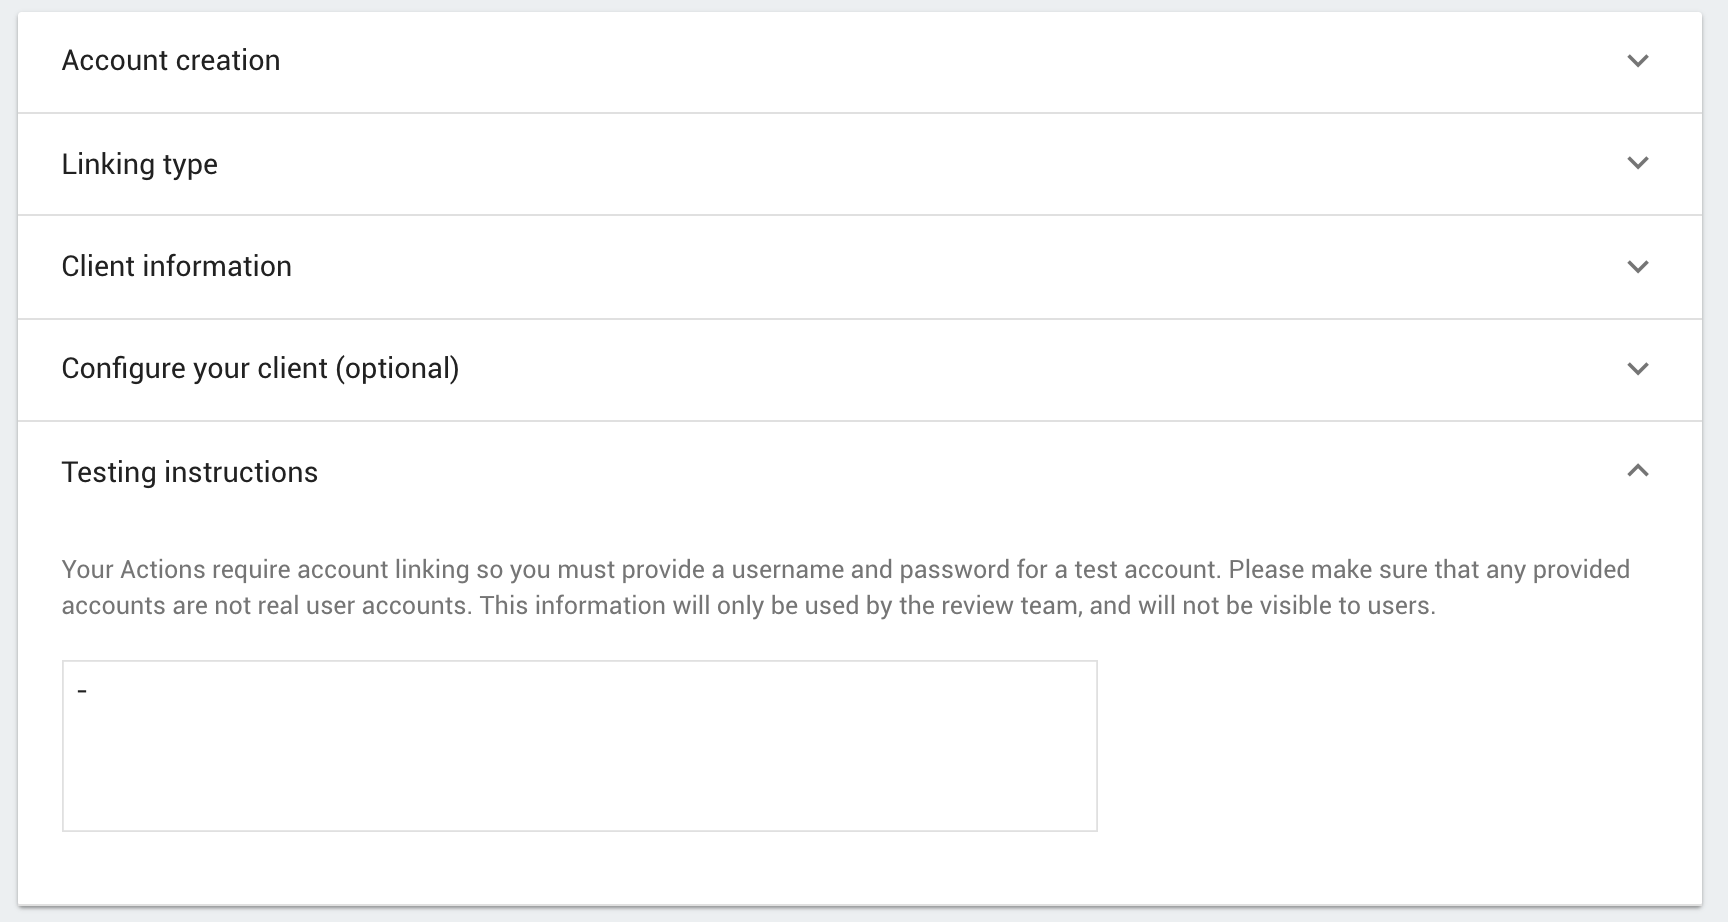 Account creation
Linking type
Client information
Configure your client (optional)
Testing instructions
Your Actions require account linking so you must provide a username and password for a test account. Please make sure that any provided
accounts are not real user accounts. This information will only be used by the review team, and will not be visible to users.
-